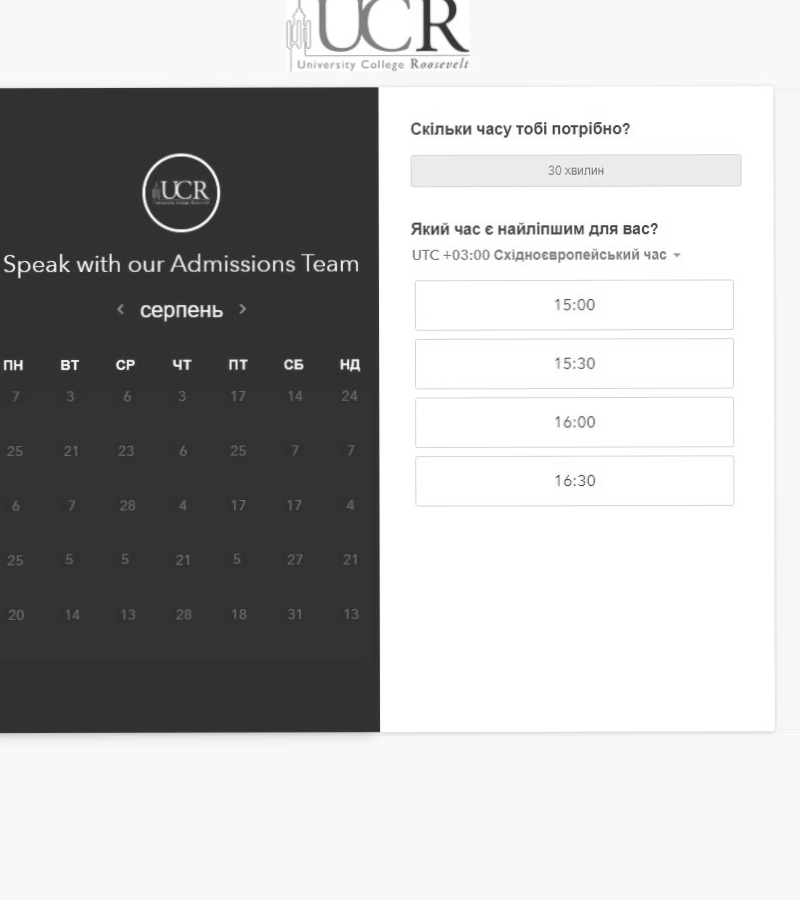 UCR
University College Roosevelt
UCR
Speak with our Admissions Team
серпень
ПН ВТ СР ЧТ ПТ СБ НД
7 3 6 3 17 14 24
25 21 23 6 25 7 7
6 7 28 4 17 17 4
25 5 5 21 5 27 21
20 14 13 28 18 31 13
Скільки часу тобі потрібно?
30 хвилин
Який час є найліпшим для вас?
UTC +03:00 Східноєвропейський час
15:00
15:30
16:00
16:30